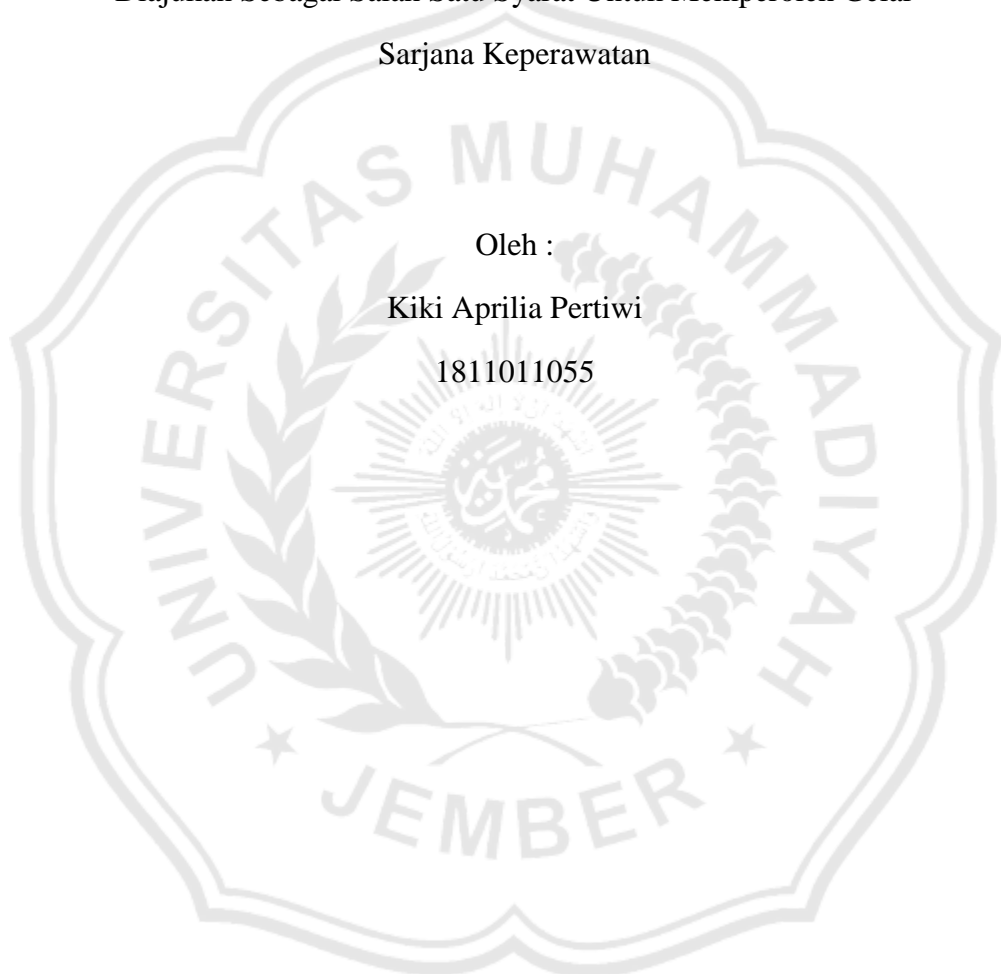 Diajukan Sebagai Salah Satu Syarat Untuk Memperoleh Gelar
Sarjana Keperawatan
Oleh :
Kiki Aprilia Pertiwi
1811011055
UNIVERSITAS MUHAMMADIYAH
JEMBER